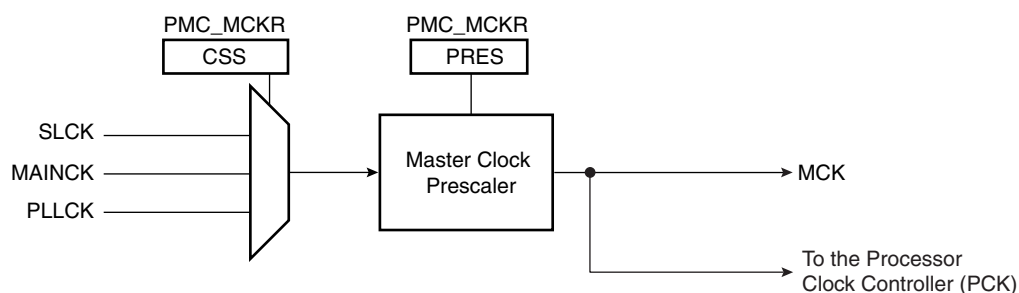 PMC_MCKR
PMC_MCKR
CSS
PRES
SLCK
MAINCK
PLLCK
Master Clock
Prescaler
MCK
To the Processor
Clock Controller (PCK)